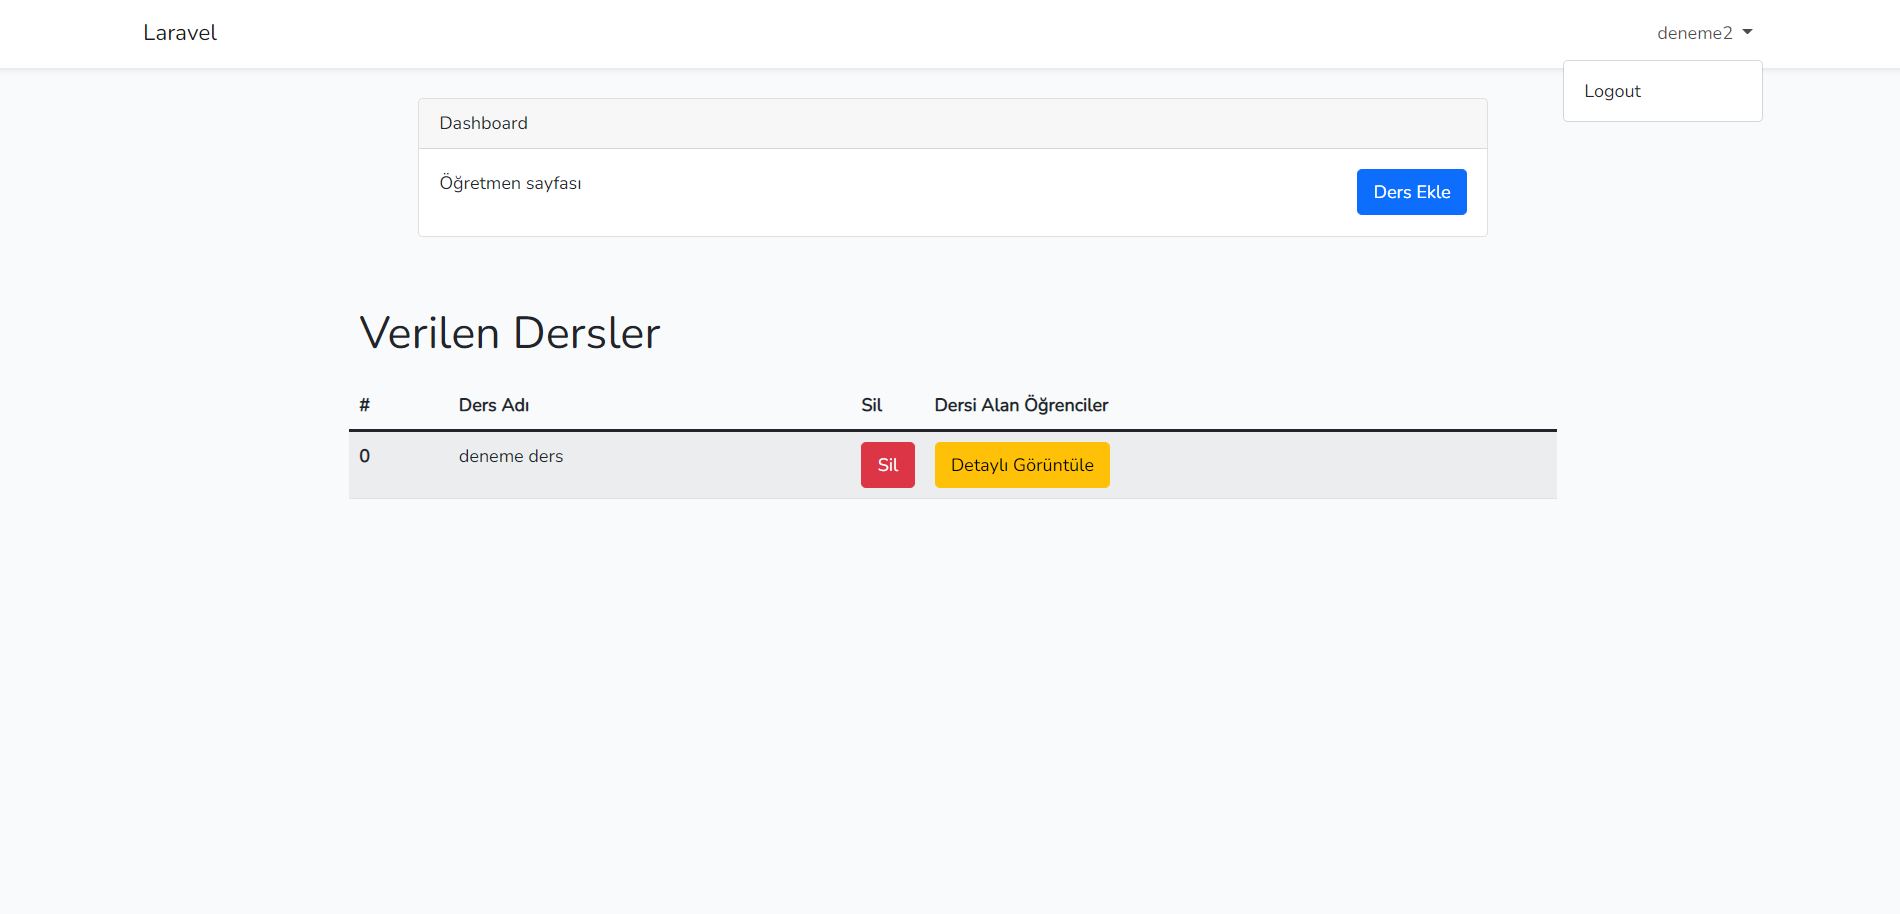 Laravel
deneme2
Logout
Dashboard
Öğretmen sayfası
Ders Ekle
Verilen Dersler
# Ders Adı Sil Dersi Alan Öğrenciler
0 deneme ders Sil Detaylı Görüntüle